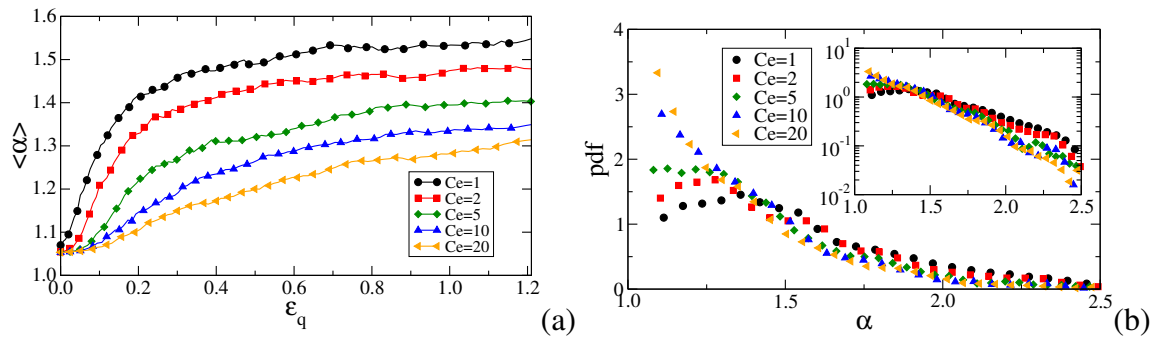 1.6
1.5
1.4
1.3
1.2
1.1
1.0
<α>
0.0
0.2
0.4
0.6
0.8
1.0
1.2
ε_q
Ce=1
Ce=2
Ce=5
Ce=10
Ce=20
(a)
4
3
2
1
0
pdf
1.0
1.5
2.0
2.5
α
Ce=1
Ce=2
Ce=5
Ce=10
Ce=20
10^1
10^0
10^-1
10^-2
1.0
1.5
2.0
2.5
(b)